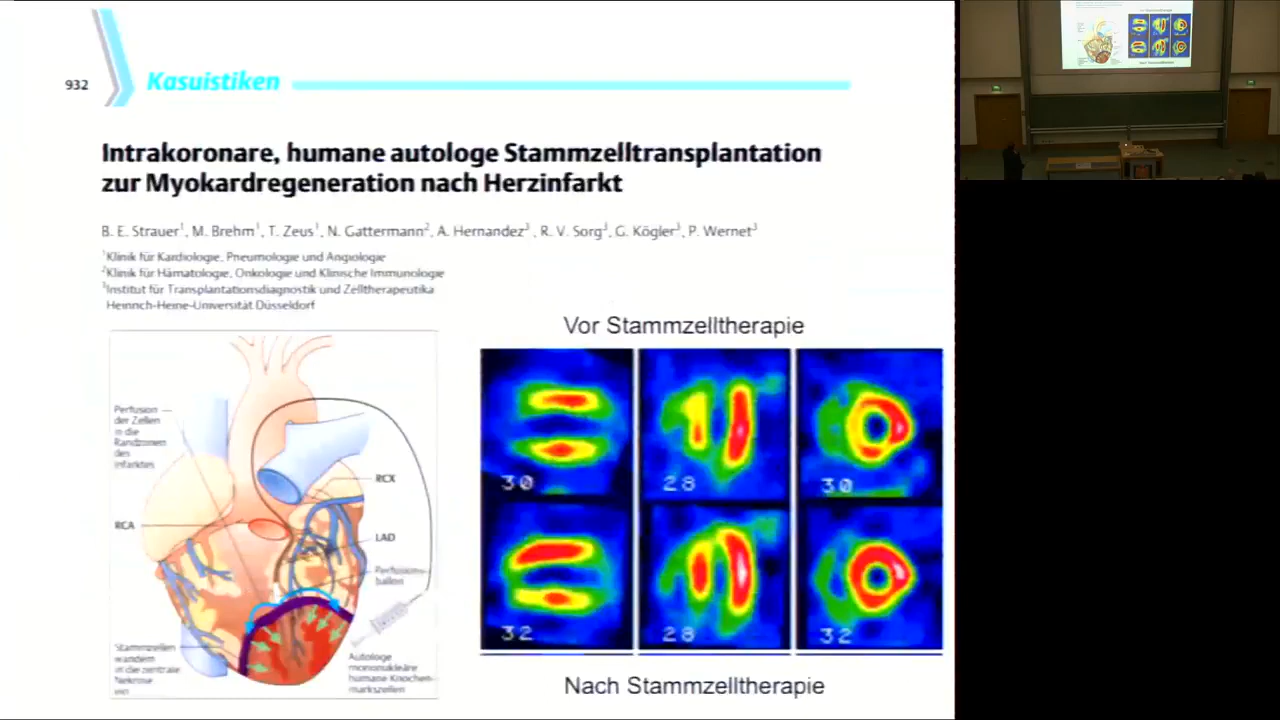 932
Kasuistiken
Intrakoronare, humane autologe Stammzelltransplantation
zur Myokardregeneration nach Herzinfarkt
B. E. Strauer¹, M. Brehm¹, T. Zeus¹, N. Gattermann², A. Hernandez³, R. V. Sorg³, G. Kögler³, P. Wernet³
¹Klinik für Kardiologie, Pneumologie und Angiologie
²Klinik für Hämatologie, Onkologie und Klinische Immunologie
³Institut für Transplantationsdiagnostik und Zelltherapeutika
Heinrich-Heine-Universität Düsseldorf
Perfusion
der Zellen
in die
Randzonen
des
Infarktes
RCX
RCA
LAD
Perfusions-
ballon
Stammzellen
wandern
in die zentrale
Nekrose
ein
Autologe
mononukleäre
humane Knochen-
markszellen
Vor Stammzelltherapie
30
28
30
32
28
32
Nach Stammzelltherapie